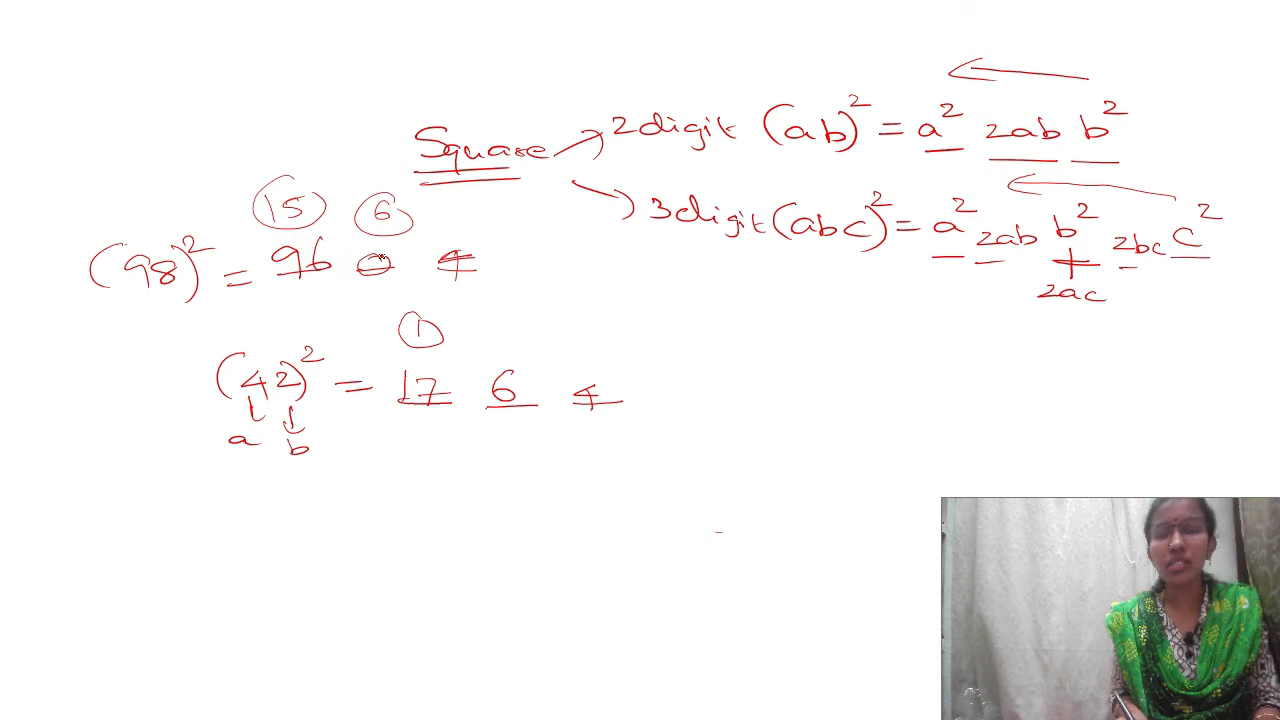 Square
2digit (ab)² = a² 2ab b²
3digit (abc)² = a² 2ab b² 2bc c²
+
2ac
15 6
(98)² = 96 0 4
1
(42)² = 17 6 4
a b